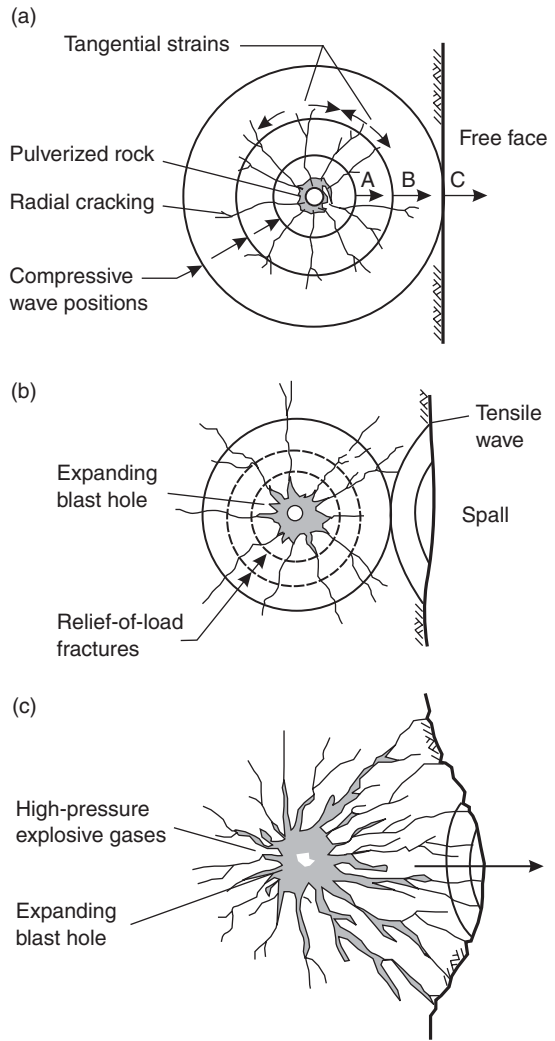 (a)
Tangential strains
Free face
Pulverized rock
A B C
Radial cracking
Compressive
wave positions
(b)
Tensile
wave
Expanding
blast hole
Spall
Relief-of-load
fractures
(c)
High-pressure
explosive gases
Expanding
blast hole